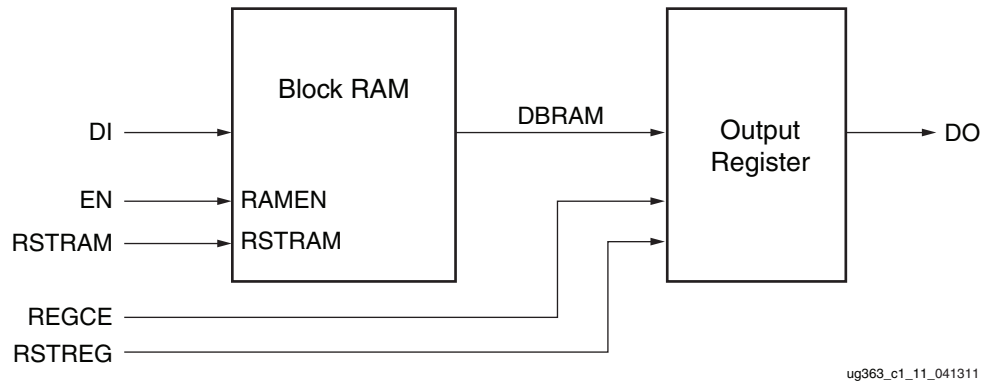 Block RAM
DBRAM
DI
Output
Register
DO
EN
RAMEN
RSTRAM
RSTRAM
REGCE
RSTREG
ug363_c1_11_041311